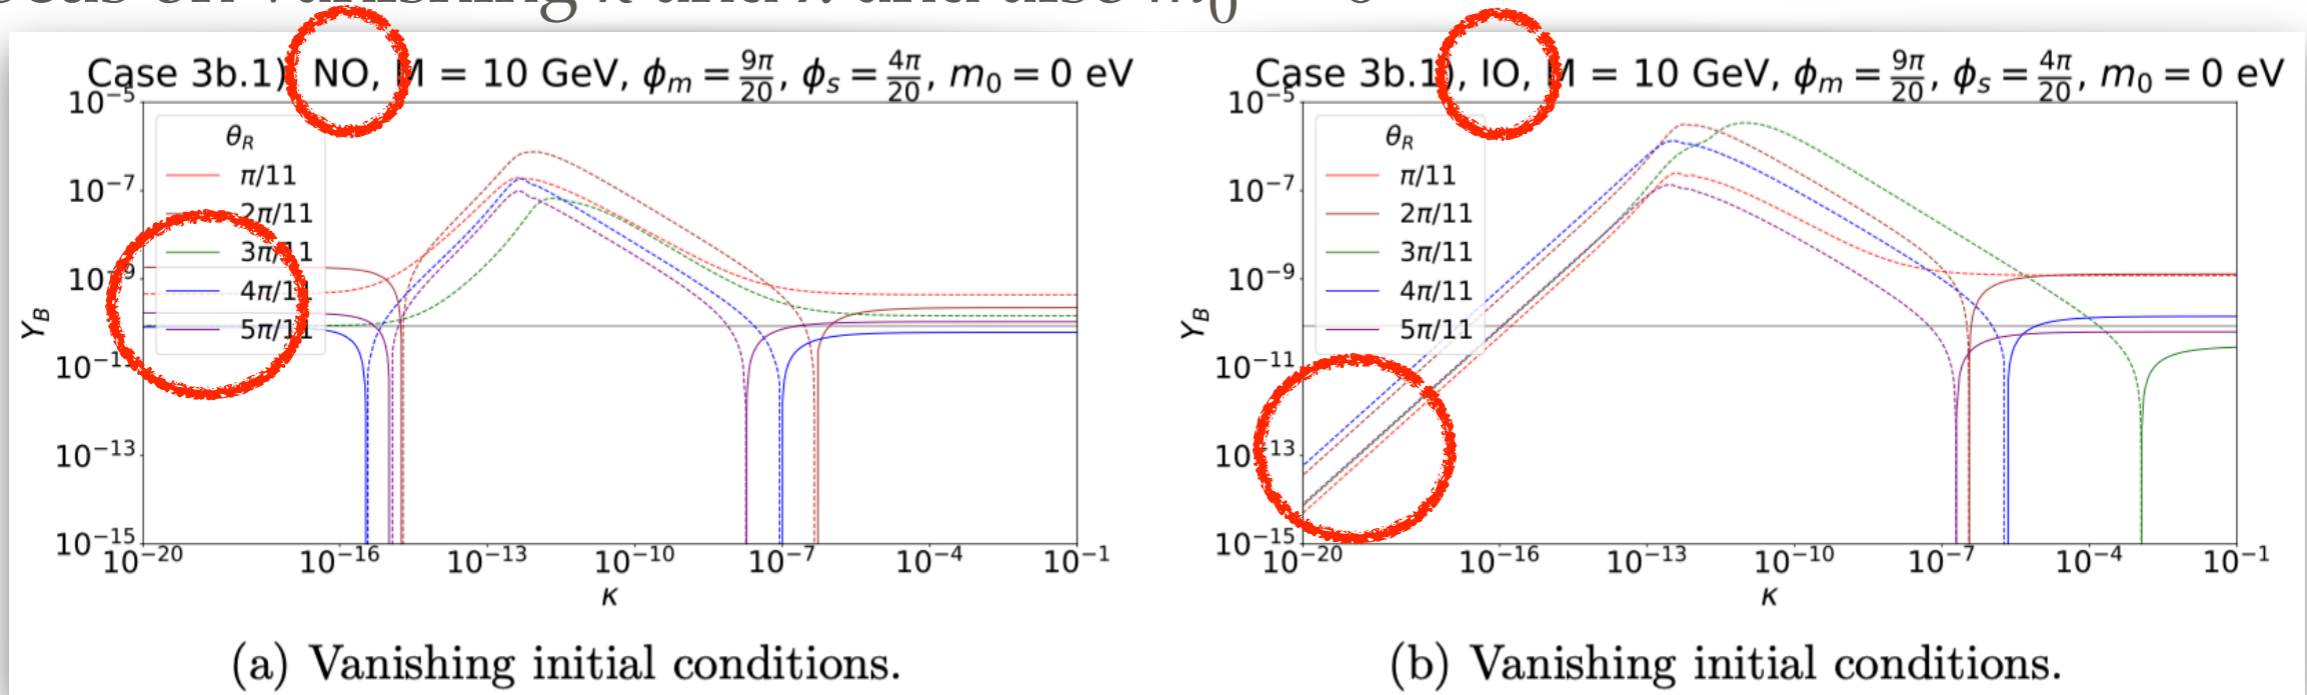 Case 3b.1), NO, M = 10 GeV, ϕ_m = 9π/20, ϕ_s = 4π/20, m_0 = 0 eV
10^−5
10^−7
10^−9
10^−13
10^−15
Y_B
θ_R
π/11
2π/11
3π/11
4π/11
5π/11
10^−20
10^−16
10^−13
10^−10
10^−7
10^−4
10^−1
κ
(a) Vanishing initial conditions.
Case 3b.1), IO, M = 10 GeV, ϕ_m = 9π/20, ϕ_s = 4π/20, m_0 = 0 eV
10^−5
10^−7
10^−9
10^−11
10^−13
10^−15
Y_B
θ_R
π/11
2π/11
3π/11
4π/11
5π/11
10^−20
10^−16
10^−13
10^−10
10^−7
10^−4
10^−1
κ
(b) Vanishing initial conditions.